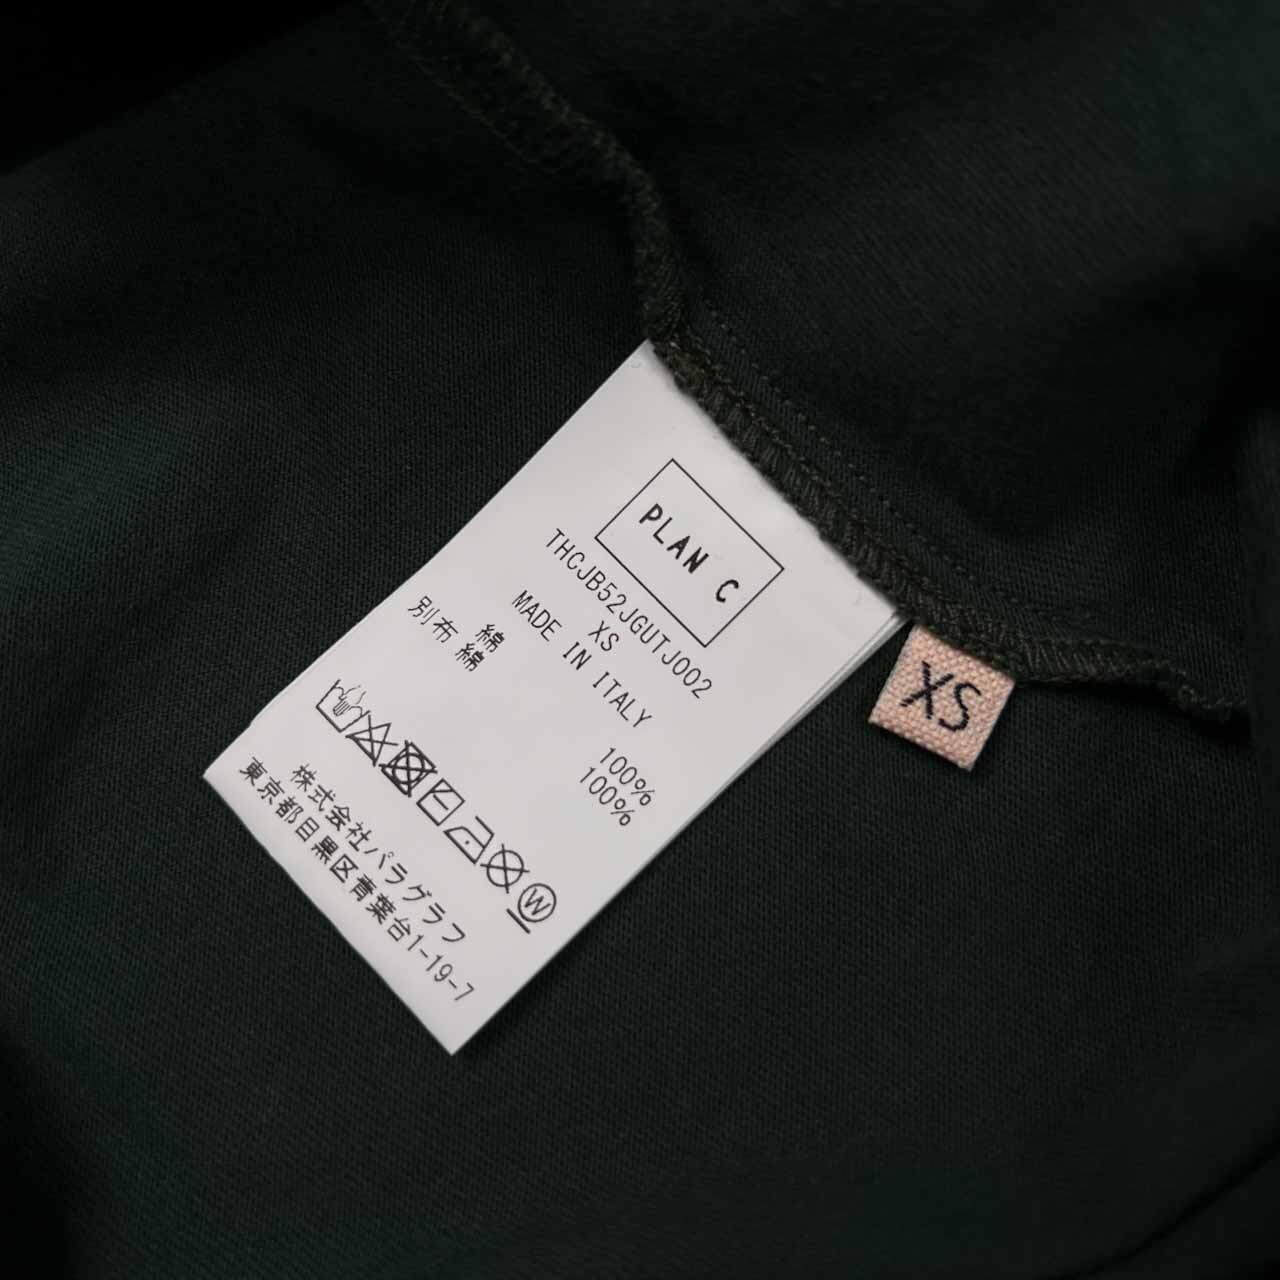 PLAN C
THCJB52JGUTJ002
XS
MADE IN ITALY
綿 100%
別布 綿 100%
W
株式会社パラグラフ
東京都目黒区青葉台1-19-7
XS